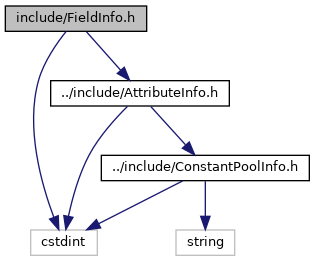 include/FieldInfo.h
../include/AttributeInfo.h
../include/ConstantPoolInfo.h
cstdint
string